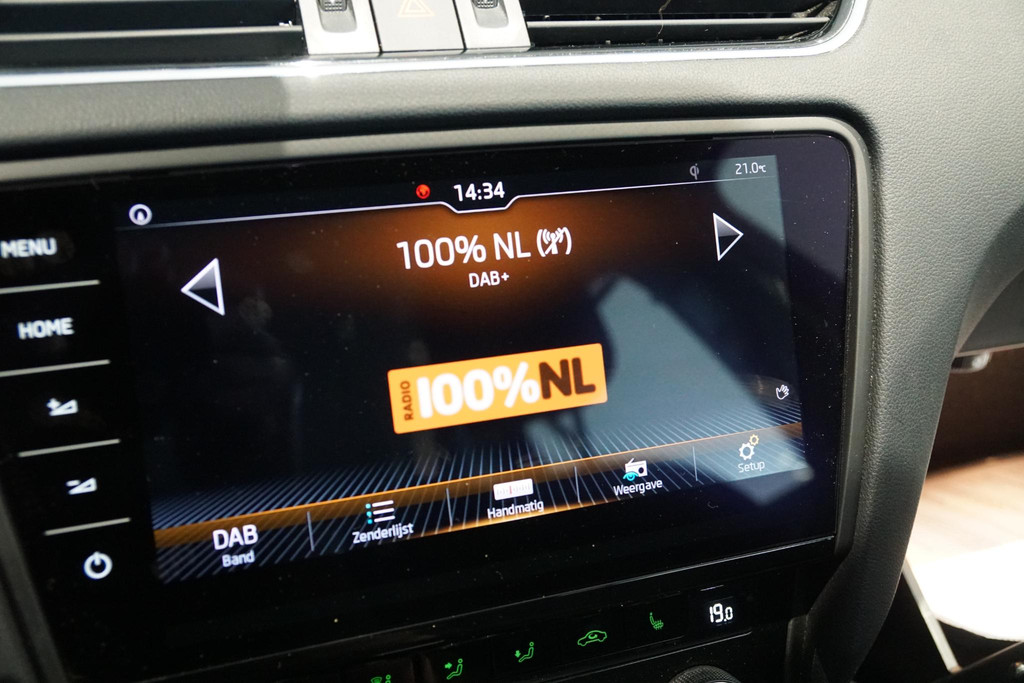 14:34
21.0°C
MENU
100% NL
DAB+
HOME
RADIO
100%NL
DAB
Band
Zenderlijst
Handmatig
Weergave
Setup
19.0